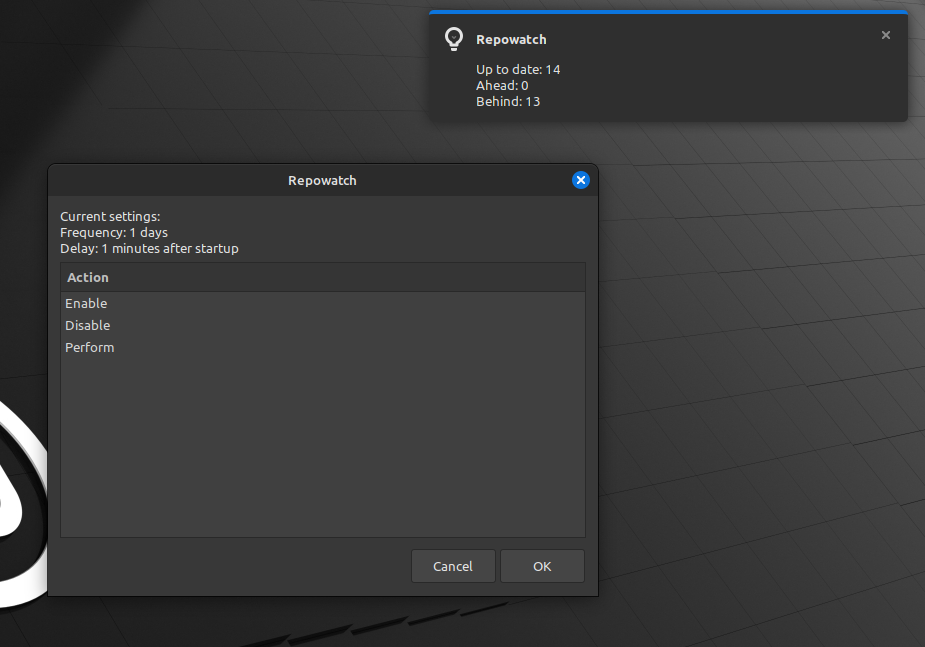 Repowatch
Up to date: 14
Ahead: 0
Behind: 13
Repowatch
Current settings:
Frequency: 1 days
Delay: 1 minutes after startup
Action
Enable
Disable
Perform
Cancel OK